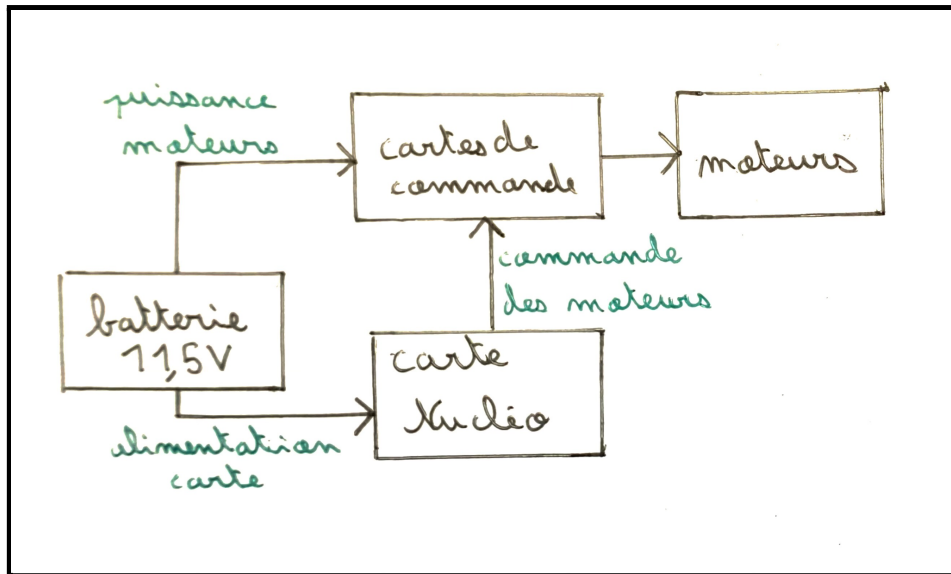 puissance
moteurs
cartes de
commande
moteurs
commande
des moteurs
batterie
11,5V
carte
Nucléo
alimentation
carte